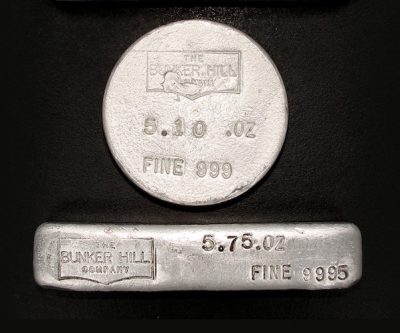 THE
BUNKER HILL
COMPANY
5.10 .OZ
FINE 999
THE
BUNKER HILL
COMPANY
5.75.OZ
FINE 9995